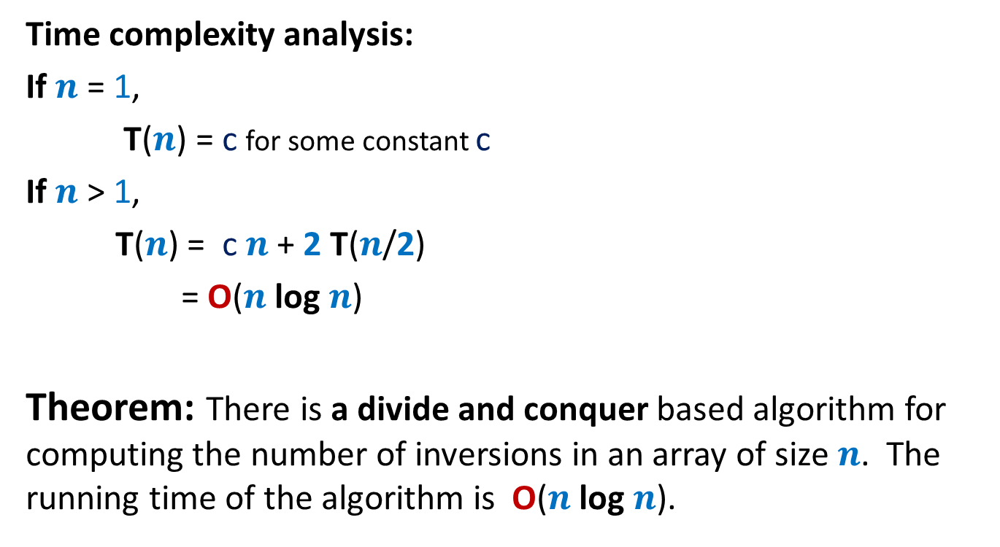 Time complexity analysis:
If n = 1,
T(n) = c for some constant c
If n > 1,
T(n) = c n + 2 T(n/2)
= O(n log n)
Theorem: There is a divide and conquer based algorithm for
computing the number of inversions in an array of size n. The
running time of the algorithm is O(n log n).